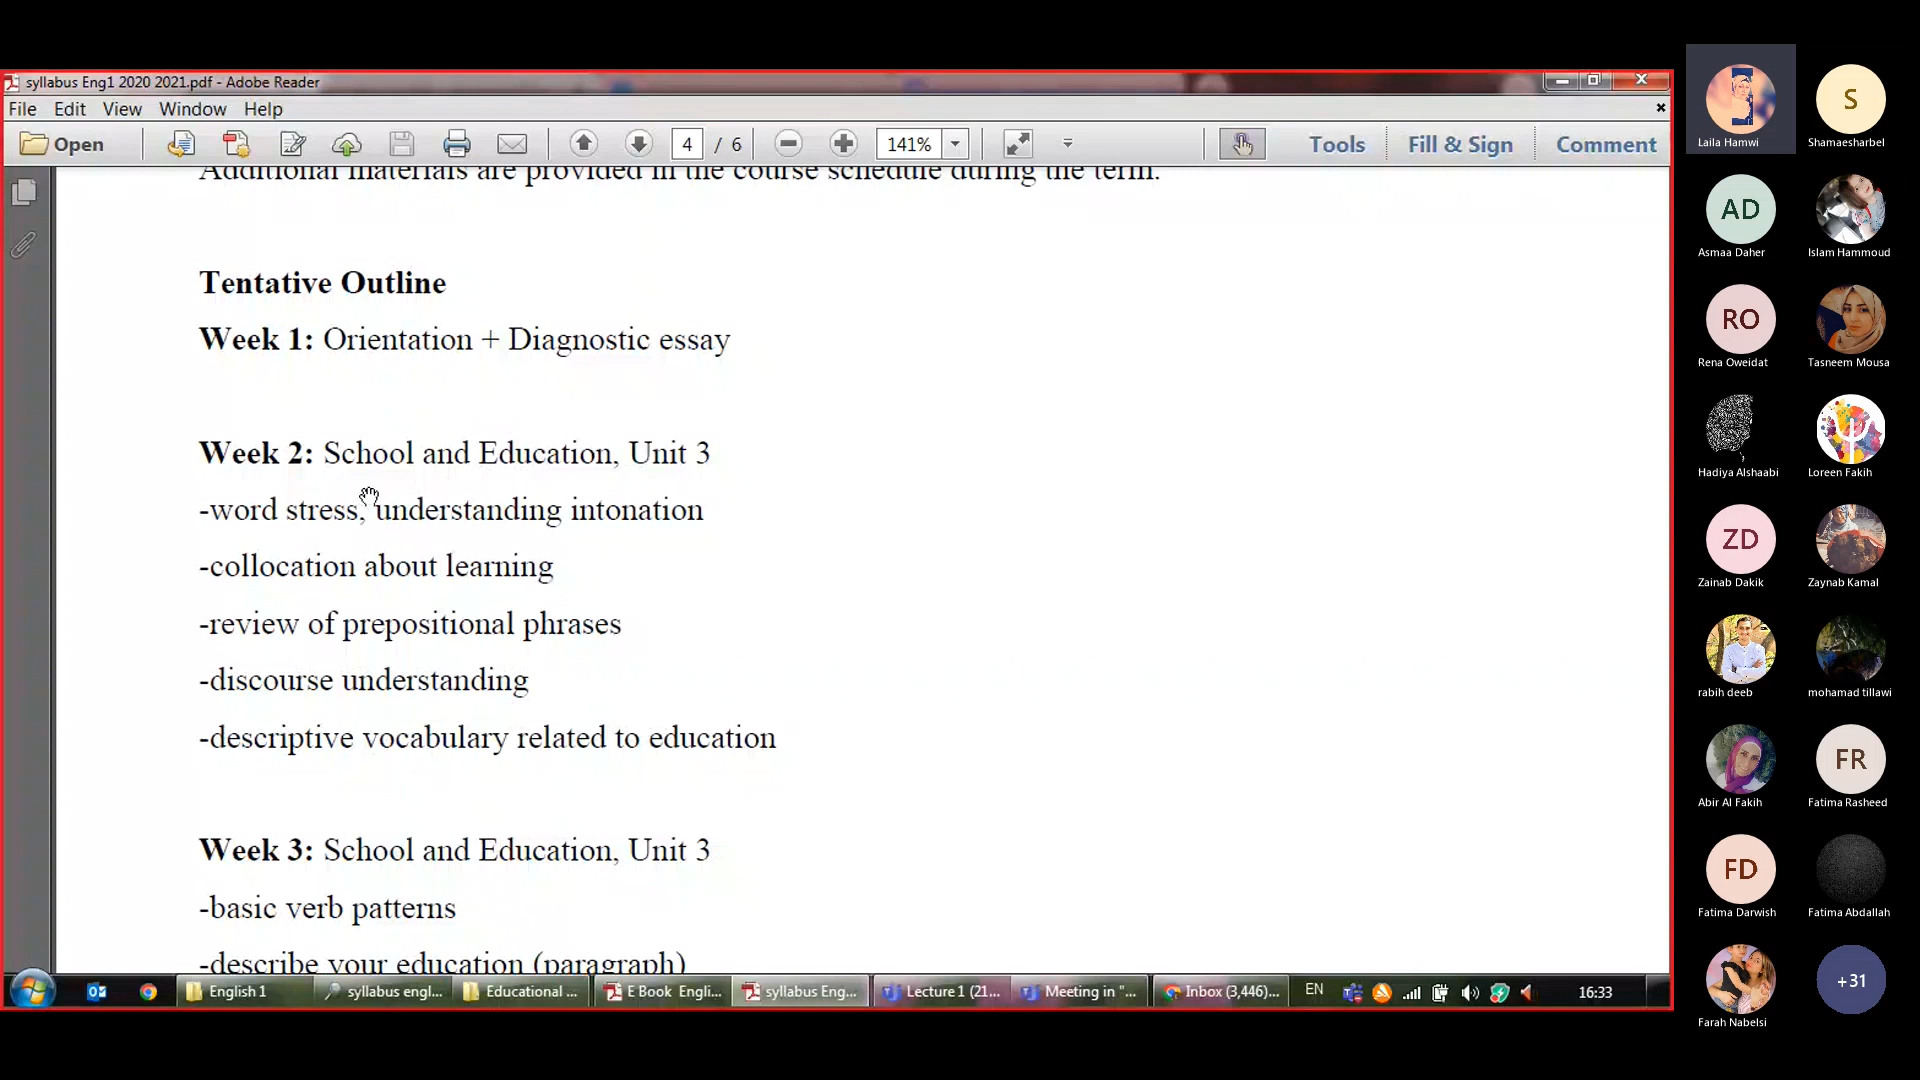 syllabus Eng1 2020 2021.pdf - Adobe Reader
File Edit View Window Help
Open 4 / 6 141% Tools Fill & Sign Comment
Additional materials are provided in the course schedule during the term.
Tentative Outline
Week 1: Orientation + Diagnostic essay
Week 2: School and Education, Unit 3
-word stress, understanding intonation
-collocation about learning
-review of prepositional phrases
-discourse understanding
-descriptive vocabulary related to education
Week 3: School and Education, Unit 3
-basic verb patterns
-describe your education (paragraph)
English 1 syllabus engl... Educational ... E Book Engli... syllabus Eng... Lecture 1 (21... Meeting in "... Inbox (3,446)... EN 16:33
S
Laila Hamwi Shamaesharbel
AD
Asmaa Daher Islam Hammoud
RO
Rena Oweidat Tasneem Mousa
Hadiya Alshaabi Loreen Fakih
ZD
Zainab Dakik Zaynab Kamal
rabih deeb mohamad tillawi
FR
Abir Al Fakih Fatima Rasheed
FD
Fatima Darwish Fatima Abdallah
+31
Farah Nabelsi